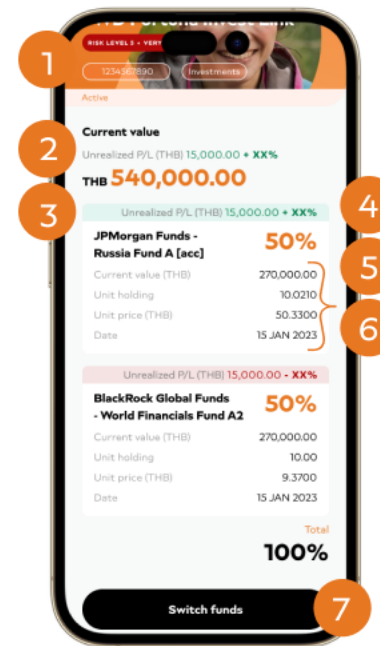 RISK LEVEL 5 • VERY
1
1234567890
Investments
Active
Current value
2
Unrealized P/L (THB) 15,000.00 + XX%
THB 540,000.00
3
Unrealized P/L (THB) 15,000.00 + XX%
4
JPMorgan Funds -
Russia Fund A [acc]
50%
5
Current value (THB) 270,000.00
Unit holding 10.0210
6
Unit price (THB) 50.3300
Date 15 JAN 2023
Unrealized P/L (THB) 15,000.00 - XX%
BlackRock Global Funds
- World Financials Fund A2
50%
Current value (THB) 270,000.00
Unit holding 10.00
Unit price (THB) 9.3700
Date 15 JAN 2023
Total
100%
Switch funds
7